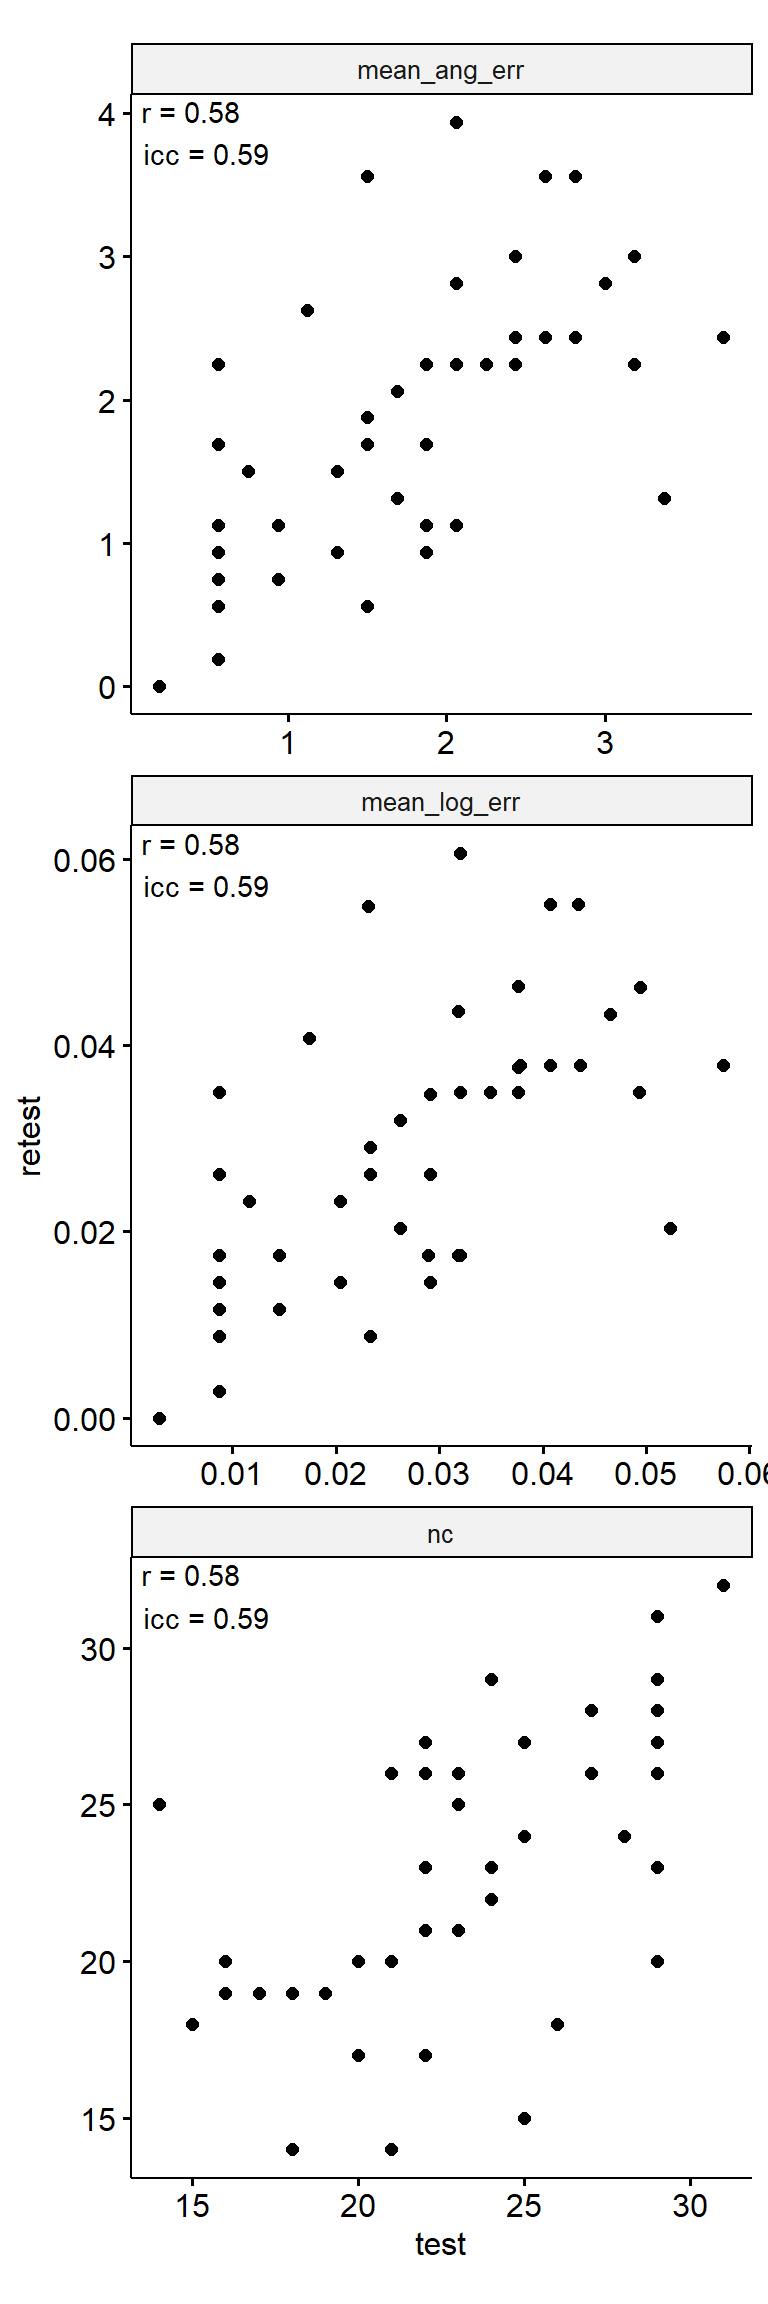 mean_ang_err
r = 0.58
icc = 0.59
4
3
2
1
0
1 2 3
mean_log_err
r = 0.58
icc = 0.59
0.06
0.04
0.02
0.00
retest
0.01 0.02 0.03 0.04 0.05 0.06
nc
r = 0.58
icc = 0.59
30
25
20
15
15 20 25 30
test